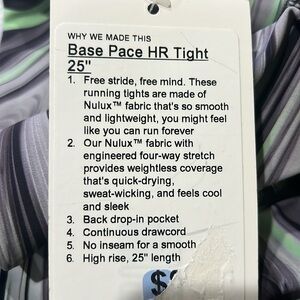 WHY WE MADE THIS
Base Pace HR Tight
25"
1. Free stride, free mind. These
running tights are made of
Nulux™ fabric that's so smooth
and lightweight, you might feel
like you can run forever
2. Our Nulux™ fabric with
engineered four-way stretch
provides weightless coverage
that's quick-drying,
sweat-wicking, and feels cool
and sleek
3. Back drop-in pocket
4. Continuous drawcord
5. No inseam for a smooth
6. High rise, 25" length
$